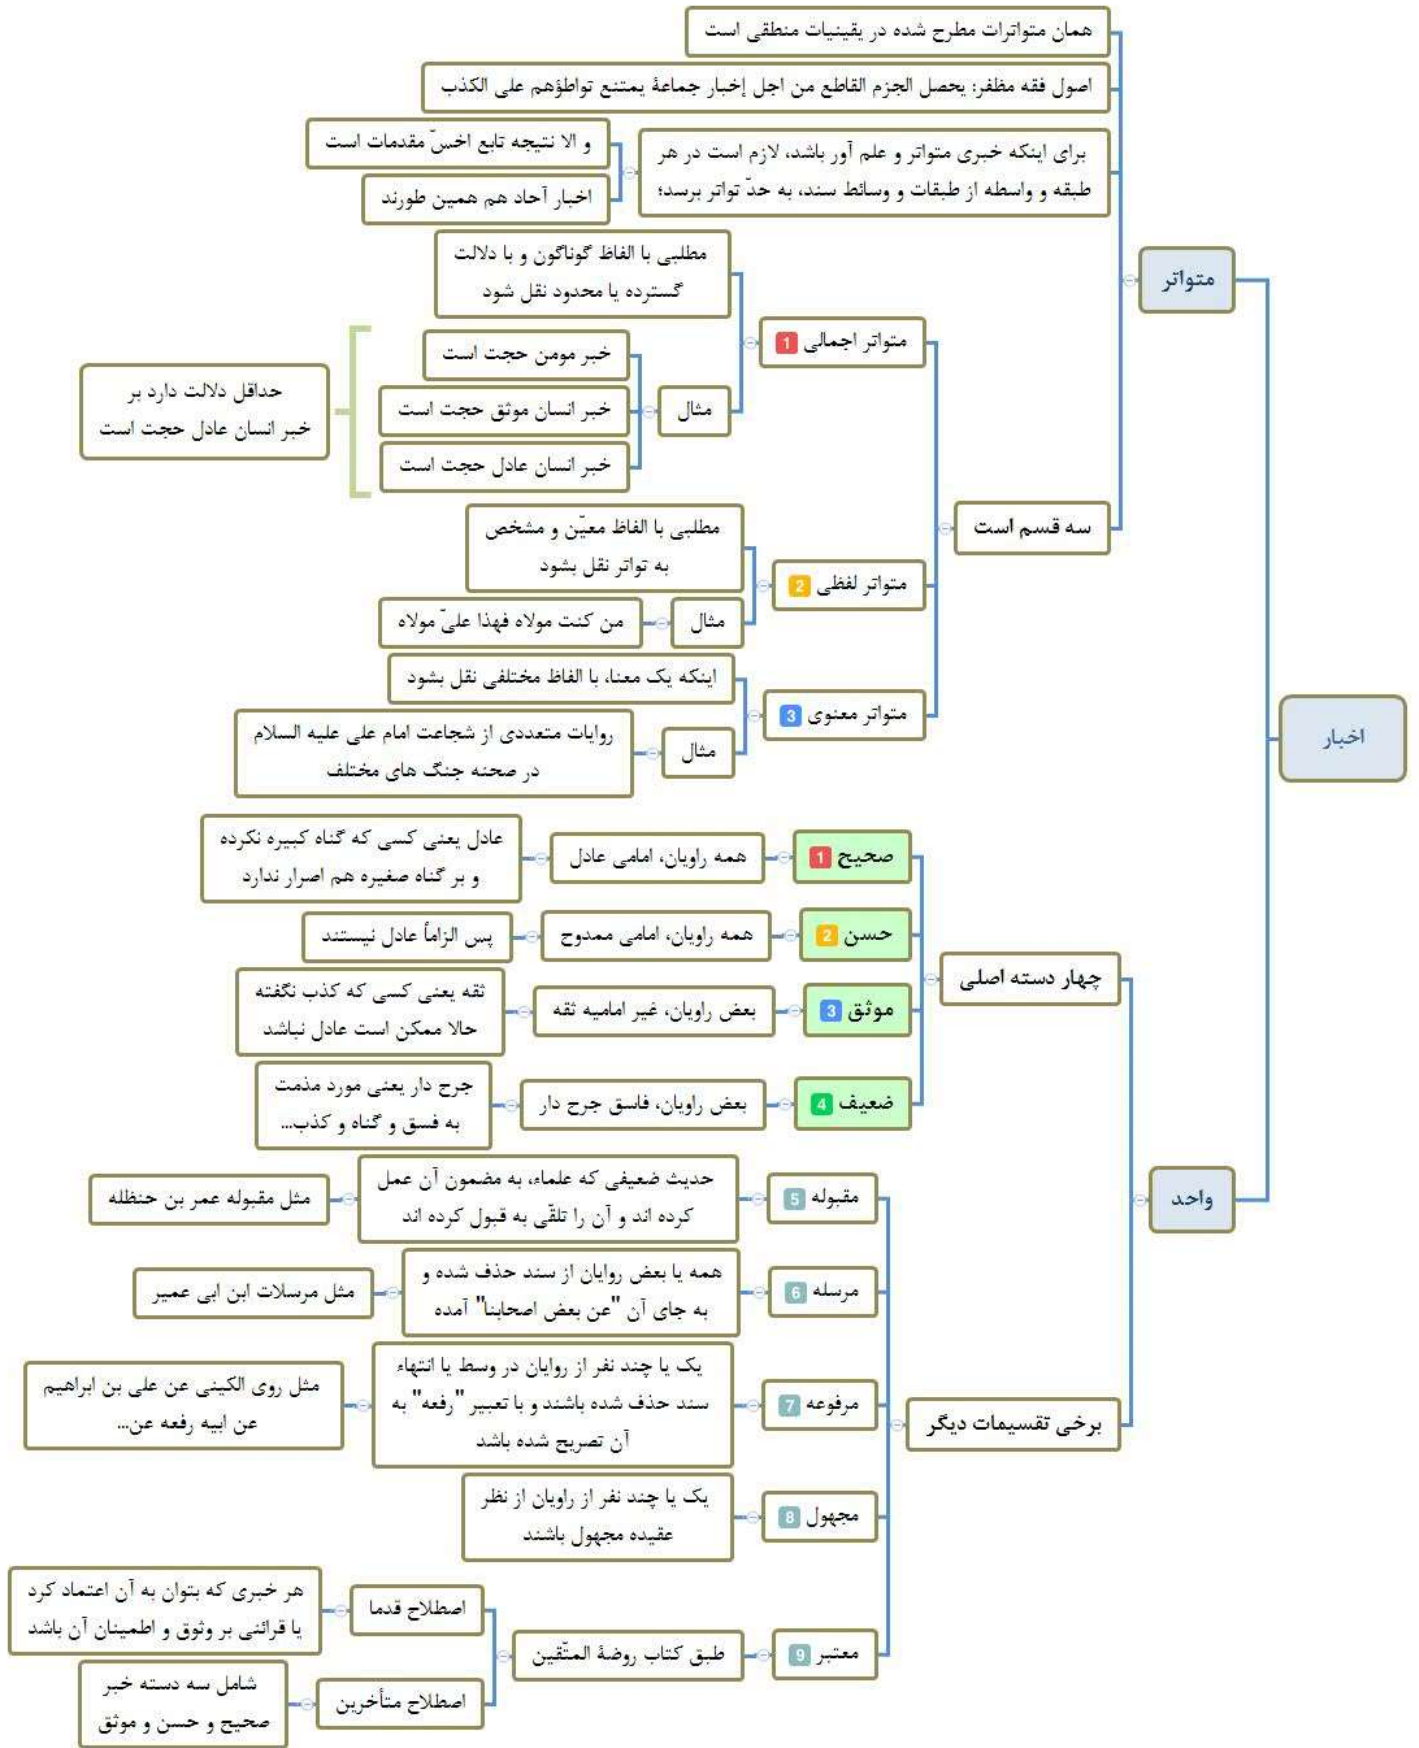 اخبار
متواتر
همان متواترات مطرح شده در یقینیات منطقی است
اصول فقه مظفر: یحصل الجزم القاطع من اجل إخبار جماعة یمتنع تواطؤهم علی الکذب
برای اینکه خبری متواتر و علم آور باشد، لازم است در هر
طبقه و واسطه از طبقات و وسائط سند، به حدّ تواتر برسد؛
و الا نتیجه تابع اخسّ مقدمات است
اخبار آحاد هم همین طورند
سه قسم است
متواتر اجمالی 1
مطلبی با الفاظ گوناگون و با دلالت
گسترده یا محدود نقل شود
مثال
خبر مومن حجت است
خبر انسان موثق حجت است
خبر انسان عادل حجت است
حداقل دلالت دارد بر
خبر انسان عادل حجت است
متواتر لفظی 2
مطلبی با الفاظ معیّن و مشخص
به تواتر نقل بشود
مثال
من کنت مولاه فهذا علیّ مولاه
متواتر معنوی 3
اینکه یک معنا، با الفاظ مختلفی نقل بشود
مثال
روایات متعددی از شجاعت امام علی علیه السلام
در صحنه جنگ های مختلف
واحد
چهار دسته اصلی
صحیح 1
همه راویان، امامی عادل
عادل یعنی کسی که گناه کبیره نکرده
و بر گناه صغیره هم اصرار ندارد
حسن 2
همه راویان، امامی ممدوح
پس الزاماً عادل نیستند
موثق 3
بعض راویان، غیر امامیه ثقه
ثقه یعنی کسی که کذب نگفته
حالا ممکن است عادل نباشد
ضعیف 4
بعض راویان، فاسق جرح دار
جرح دار یعنی مورد مذمت
به فسق و گناه و کذب...
برخی تقسیمات دیگر
مقبوله 5
حدیث ضعیفی که علماء، به مضمون آن عمل
کرده اند و آن را تلقّی به قبول کرده اند
مثل مقبوله عمر بن حنظله
مرسله 6
همه یا بعض روایان از سند حذف شده و
به جای آن "عن بعض اصحابنا" آمده
مثل مرسلات ابن ابی عمیر
مرفوعه 7
یک یا چند نفر از روایان در وسط یا انتهاء
سند حذف شده باشند و با تعبیر "رفعه" به
آن تصریح شده باشد
مثل روی الکینی عن علی بن ابراهیم
عن ابیه رفعه عن...
مجهول 8
یک یا چند نفر از راویان از نظر
عقیده مجهول باشند
معتبر 9
طبق کتاب روضة المتّقین
اصطلاح قدما
هر خبری که بتوان به آن اعتماد کرد
یا قرائنی بر وثوق و اطمینان آن باشد
اصطلاح متأخرین
شامل سه دسته خبر
صحیح و حسن و موثق